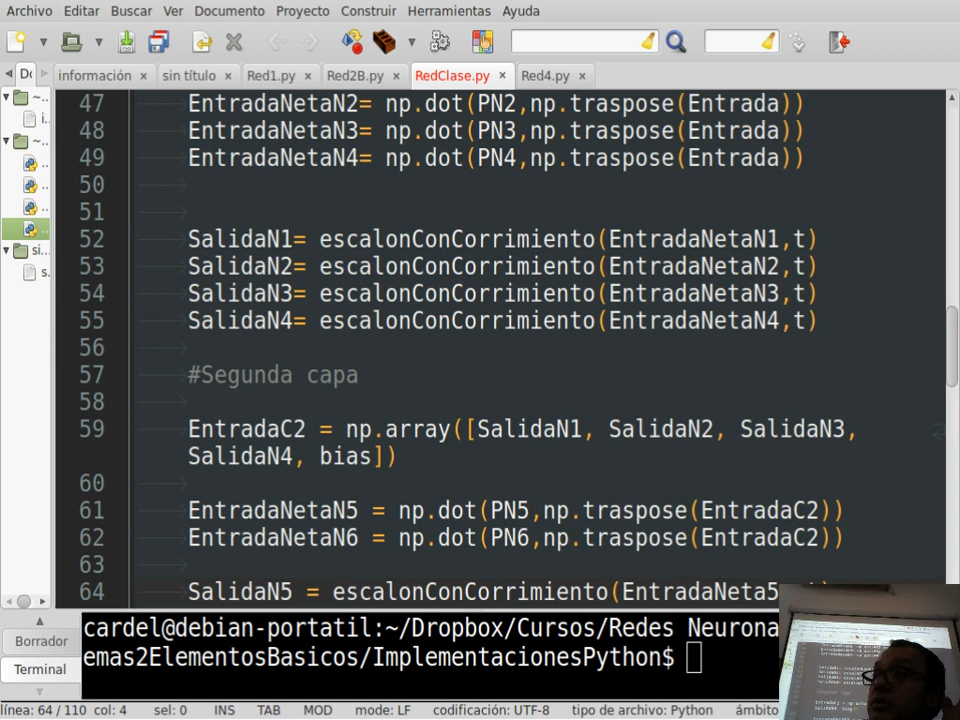 Archivo Editar Buscar Ver Documento Proyecto Construir Herramientas Ayuda
información × sin título × Red1.py × Red2B.py × RedClase.py × Red4.py ×
47 EntradaNetaN2= np.dot(PN2,np.traspose(Entrada))
48 EntradaNetaN3= np.dot(PN3,np.traspose(Entrada))
49 EntradaNetaN4= np.dot(PN4,np.traspose(Entrada))
50
51
52 SalidaN1= escalonConCorrimiento(EntradaNetaN1,t)
53 SalidaN2= escalonConCorrimiento(EntradaNetaN2,t)
54 SalidaN3= escalonConCorrimiento(EntradaNetaN3,t)
55 SalidaN4= escalonConCorrimiento(EntradaNetaN4,t)
56
57 #Segunda capa
58
59 EntradaC2 = np.array([SalidaN1, SalidaN2, SalidaN3,
SalidaN4, bias])
60
61 EntradaNetaN5 = np.dot(PN5,np.traspose(EntradaC2))
62 EntradaNetaN6 = np.dot(PN6,np.traspose(EntradaC2))
63
64 SalidaN5 = escalonConCorrimiento(EntradaNeta5
Borrador
Terminal
cardel@debian-portatil:~/Dropbox/Cursos/Redes Neurona
emas2ElementosBasicos/ImplementacionesPython$
línea: 64 / 110 col: 4 sel: 0 INS TAB MOD mode: LF codificación: UTF-8 tipo de archivo: Python ámbito: